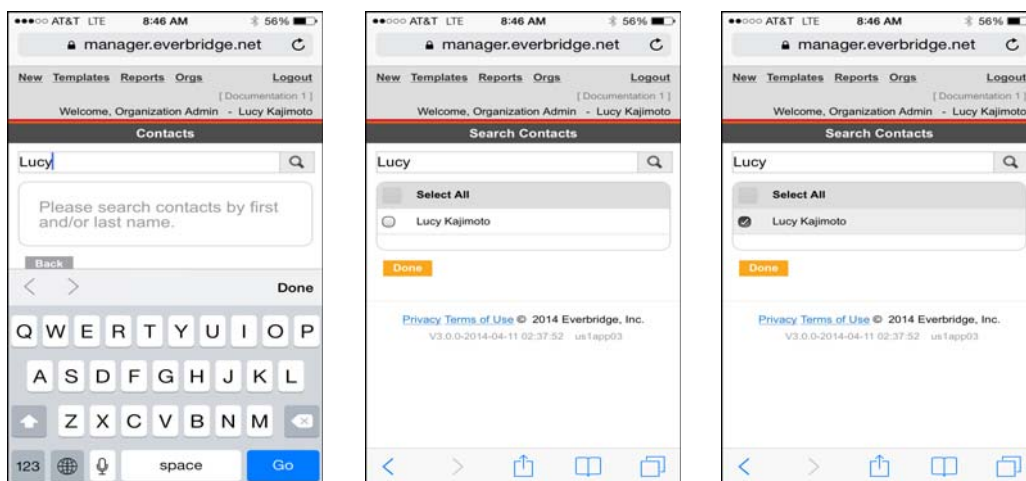 AT&T LTE 8:46 AM 56%
manager.everbridge.net
New Templates Reports Orgs Logout
[ Documentation 1 ]
Welcome, Organization Admin - Lucy Kajimoto
Contacts
Lucy
Please search contacts by first
and/or last name.
Back
Done
Q W E R T Y U I O P
A S D F G H J K L
Z X C V B N M
123 space Go
AT&T LTE 8:46 AM 56%
manager.everbridge.net
New Templates Reports Orgs Logout
[ Documentation 1 ]
Welcome, Organization Admin - Lucy Kajimoto
Search Contacts
Lucy
Select All
Lucy Kajimoto
Done
Privacy Terms of Use © 2014 Everbridge, Inc.
V3.0.0-2014-04-11 02:37:52 us1app03
AT&T LTE 8:46 AM 56%
manager.everbridge.net
New Templates Reports Orgs Logout
[ Documentation 1 ]
Welcome, Organization Admin - Lucy Kajimoto
Search Contacts
Lucy
Select All
Lucy Kajimoto
Done
Privacy Terms of Use © 2014 Everbridge, Inc.
V3.0.0-2014-04-11 02:37:52 us1app03